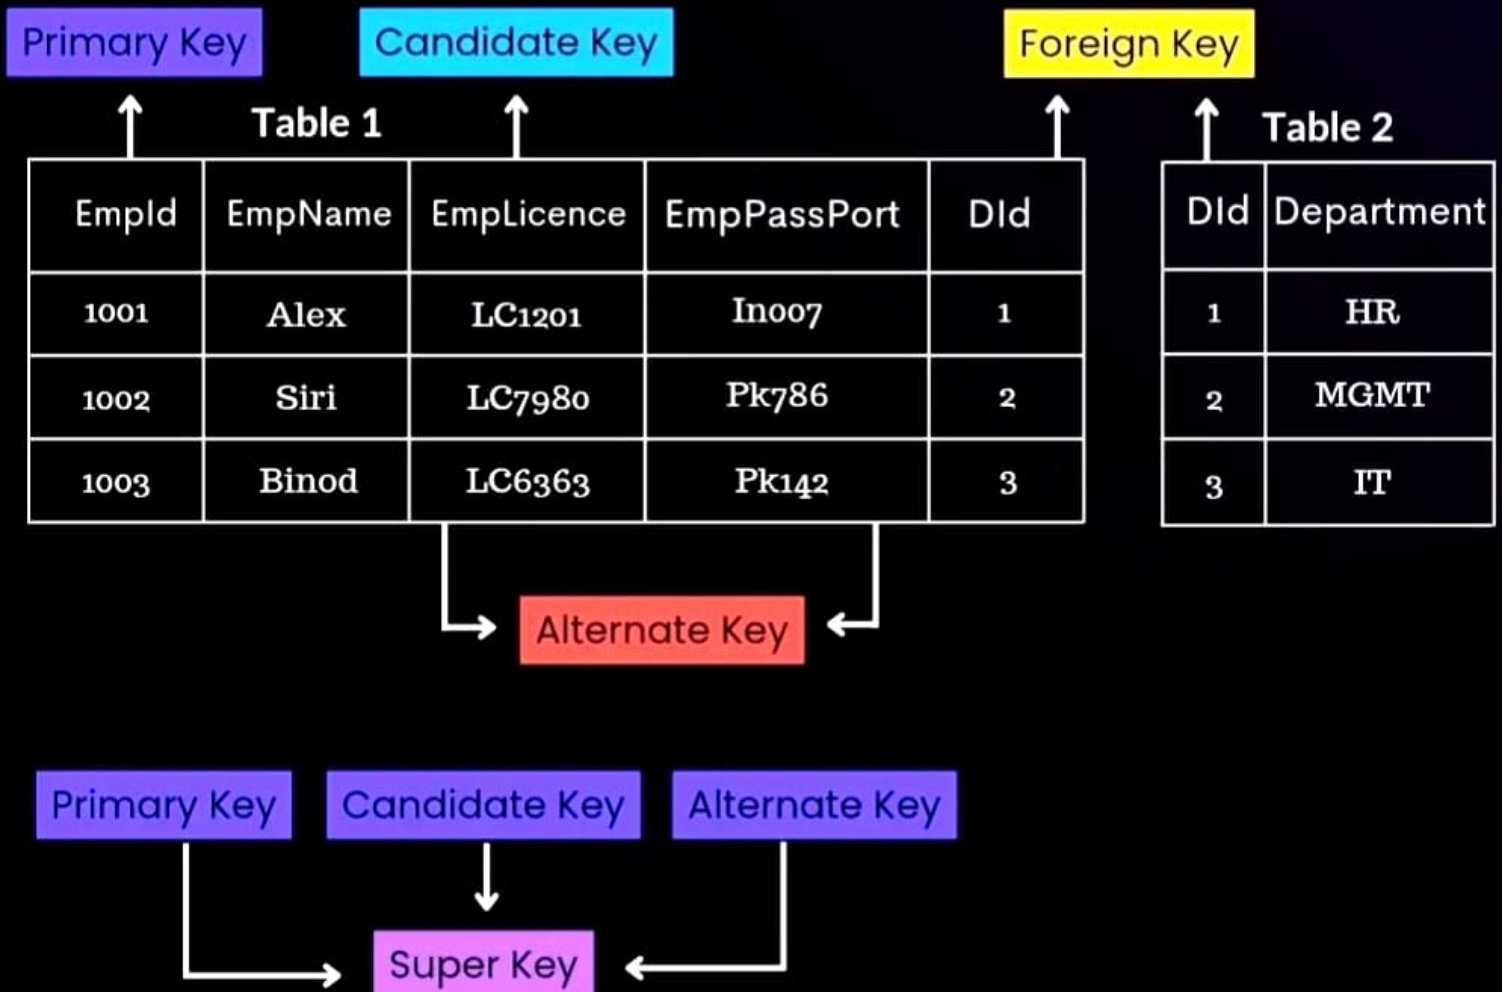 Primary Key Candidate Key Foreign Key
Table 1 Table 2
EmpId EmpName EmpLicence EmpPassPort DId DId Department
1001 Alex LC1201 In007 1 1 HR
1002 Siri LC7980 Pk786 2 2 MGMT
1003 Binod LC6363 Pk142 3 3 IT
Alternate Key
Primary Key Candidate Key Alternate Key
Super Key